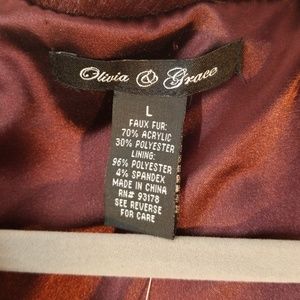 Olivia & Grace
L
FAUX FUR:
70% ACRYLIC
30% POLYESTER
LINING:
96% POLYESTER
4% SPANDEX
MADE IN CHINA
RN# 93178
SEE REVERSE
FOR CARE